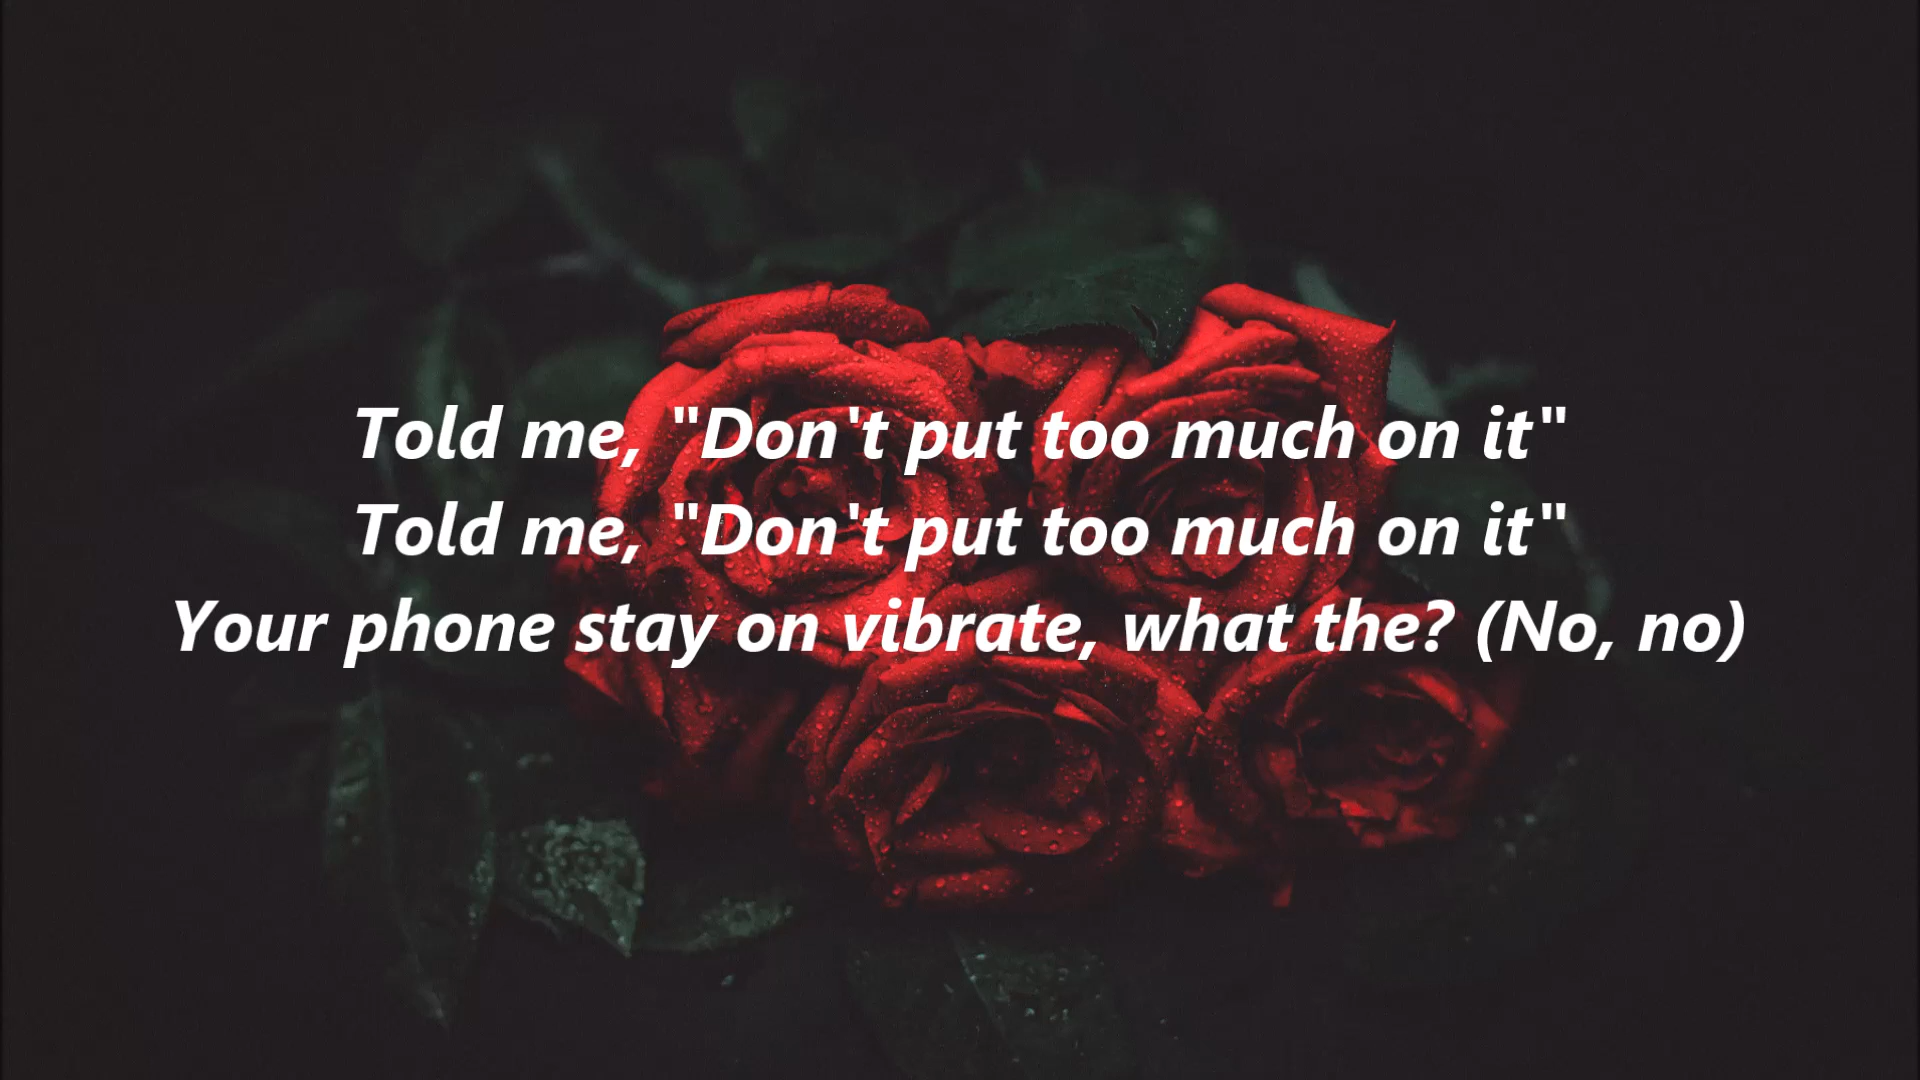 Told me, "Don't put too much on it"
Told me, "Don't put too much on it"
Your phone stay on vibrate, what the? (No, no)